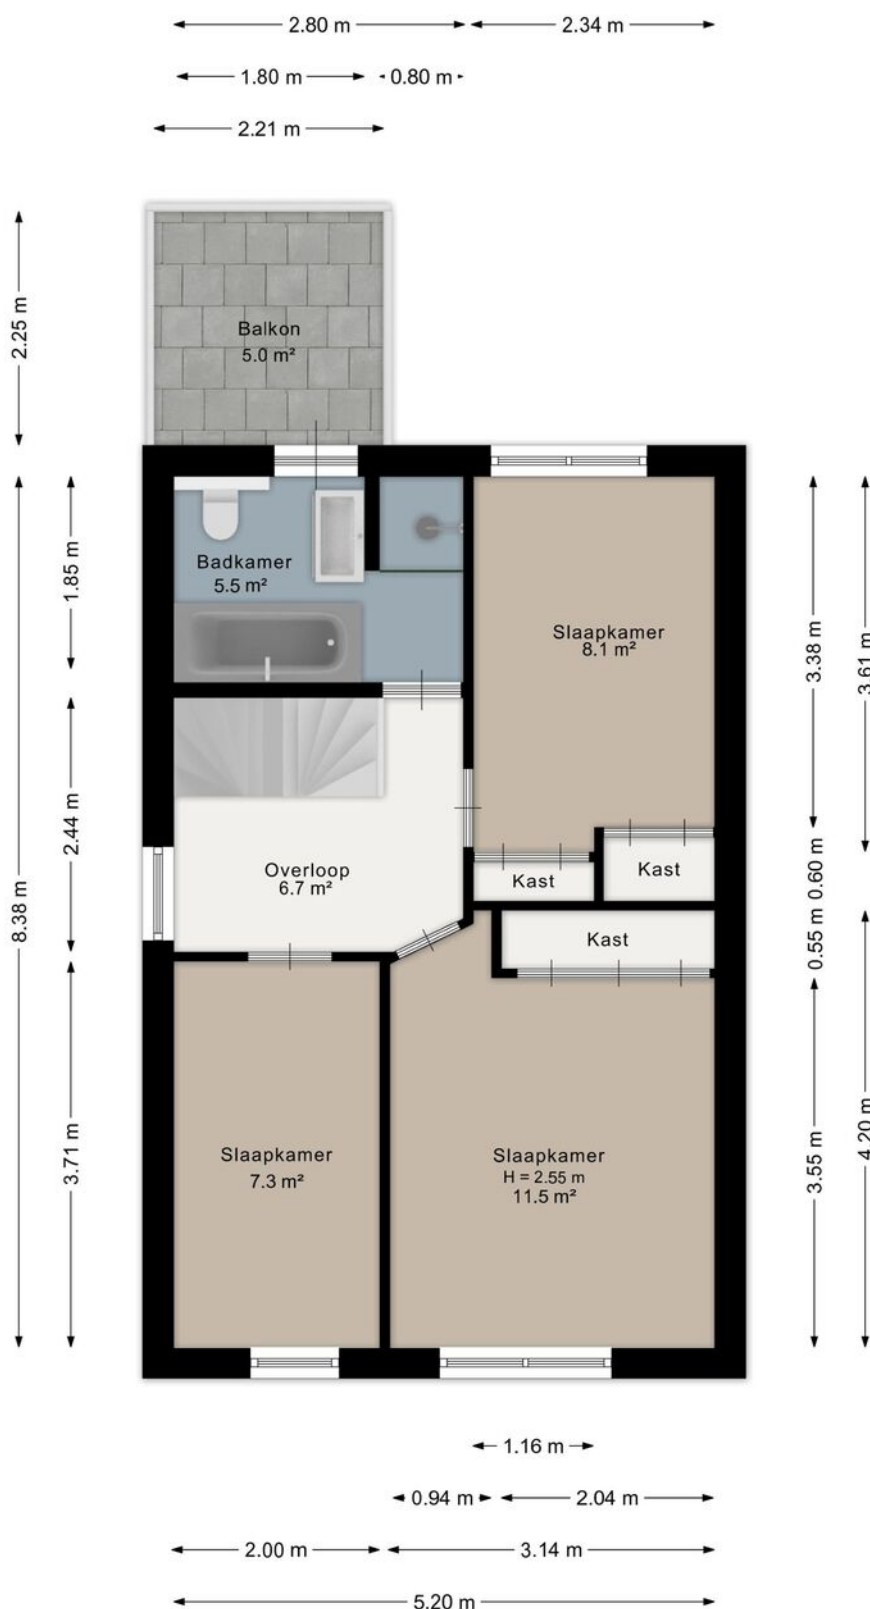 2.80 m
2.34 m
1.80 m
0.80 m
2.21 m
2.25 m
Balkon
5.0 m²
8.38 m
1.85 m
2.44 m
3.71 m
Badkamer
5.5 m²
Slaapkamer
8.1 m²
3.38 m
3.61 m
0.60 m
0.55 m
3.55 m
4.20 m
Overloop
6.7 m²
Kast
Kast
Kast
Slaapkamer
7.3 m²
Slaapkamer
H = 2.55 m
11.5 m²
1.16 m
0.94 m
2.04 m
2.00 m
3.14 m
5.20 m